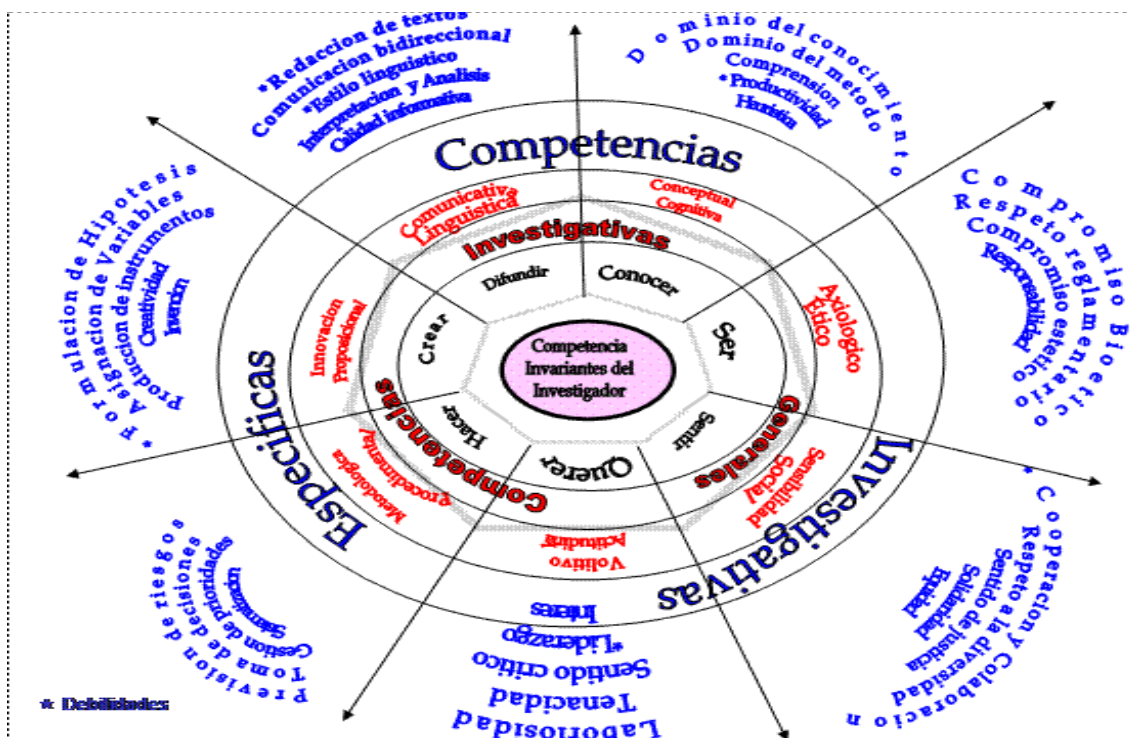 *Redaccion de textos
Comunicacion bidireccional
*Estilo linguistico
Interpretacion y Analisis
Calidad informativa
Dominio del conocimiento
Dominio del metodo
Comprension
*Productividad
Heuristica
Compromiso Bioetico
Respeto reglamentario
Compromiso estetico
Responsabilidad
*Cooperacion y Colaboracion
Respeto a la diversidad
Sentido de justicia
Solidaridad
Equidad
Interes
*Liderazgo
Sentido critico
Tenacidad
Laboriosidad
Prevision de riesgos
Toma de decisiones
Gestion de prioridades
*Formulacion de Hipotesis
Asignacion de Variables
Produccion de instrumentos
Creatividad
Invencion
Competencias
Investigativas
Especificas
Comunicativa
Linguistica
Conceptual
Cognitiva
Axiologico
Etico
Sensibilidad
Social
Volitivo
Metodologica
Procedimental
Innovacion
Propositional
Investigativas
Generales
Competencias
Difundir
Conocer
Ser
Sentir
Querer
Hacer
Crear
Competencia
Invariantes del
Investigador
* Debilidades